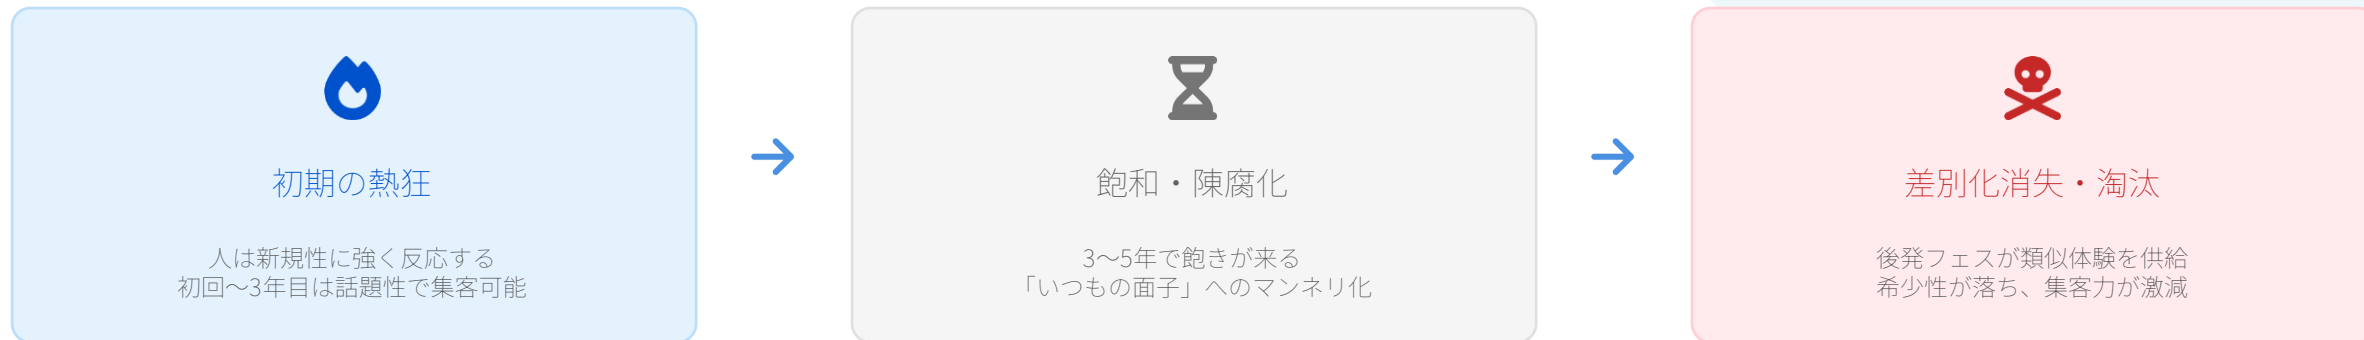 初期の熱狂
人は新規性に強く反応する
初回～3年目は話題性で集客可能
飽和・陳腐化
3～5年で飽きが来る
「いつもの面子」へのマンネリ化
差別化消失・淘汰
後発フェスが類似体験を供給
希少性が落ち、集客力が激減